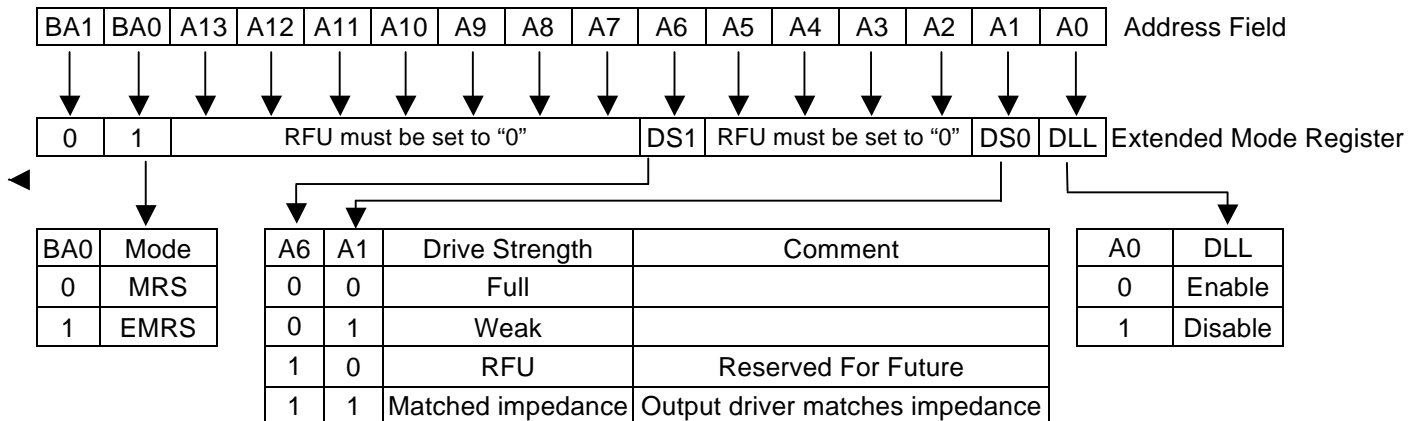 BA1 BA0 A13 A12 A11 A10 A9 A8 A7 A6 A5 A4 A3 A2 A1 A0 Address Field
0 1 RFU must be set to “0” DS1 RFU must be set to “0” DS0 DLL Extended Mode Register
BA0 Mode
0 MRS
1 EMRS
A6 A1 Drive Strength Comment
0 0 Full
0 1 Weak
1 0 RFU Reserved For Future
1 1 Matched impedance Output driver matches impedance
A0 DLL
0 Enable
1 Disable